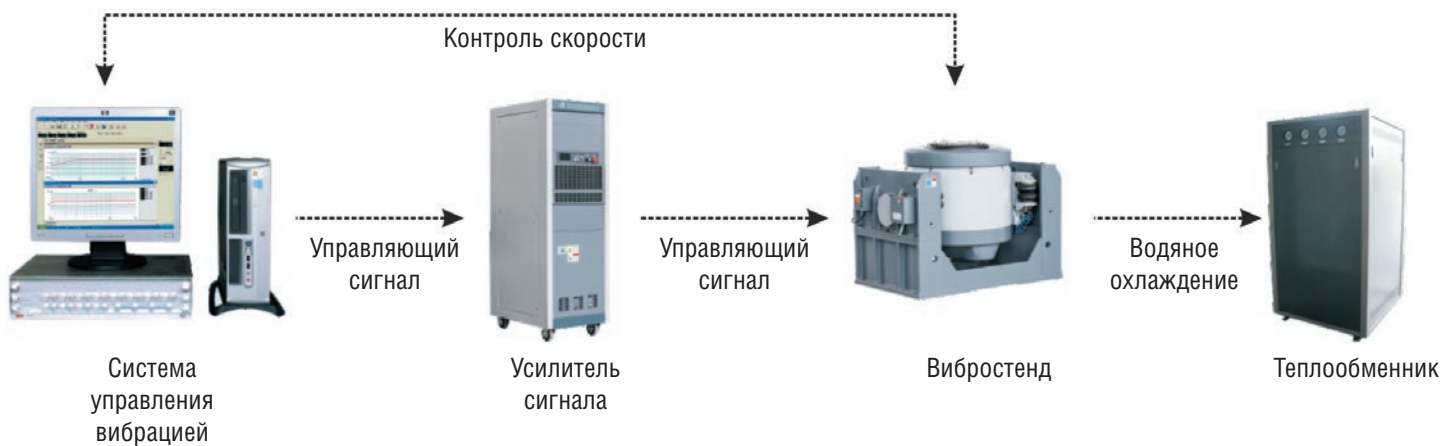 Контроль скорости
Управляющий
сигнал
Управляющий
сигнал
Водяное
охлаждение
Система
управления
вибрацией
Усилитель
сигнала
Вибростенд
Теплообменник